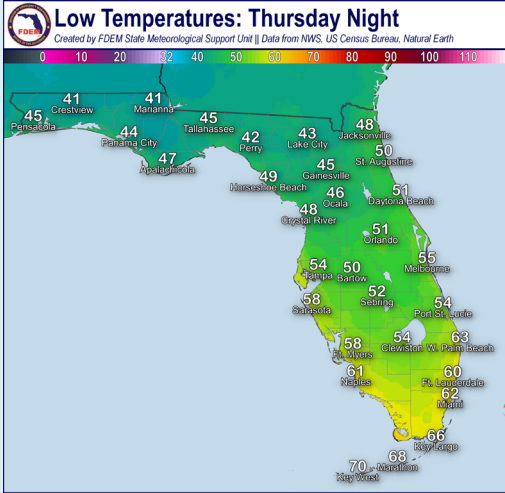 FDEM
Low Temperatures: Thursday Night
Created by FDEM State Meteorological Support Unit || Data from NWS, US Census Bureau, Natural Earth
0 10 20 32 40 50 60 70 80 90 100 110
41
Crestview
41
Marianna
45
Pensacola
45
Tallahassee
44
Panama City
42
Perry
43
Lake City
48
Jacksonville
47
Apalachicola
50
St. Augustine
45
Gainesville
49
Horseshoe Beach
46
Ocala
51
Daytona Beach
48
Crystal River
51
Orlando
55
Melbourne
54
Tampa
50
Bartow
52
Sebring
58
Sarasota
54
Port St. Lucie
58
Ft. Myers
54
Clewiston
63
W. Palm Beach
61
Naples
60
Ft. Lauderdale
62
Miami
66
Key Largo
68
Marathon
70
Key West